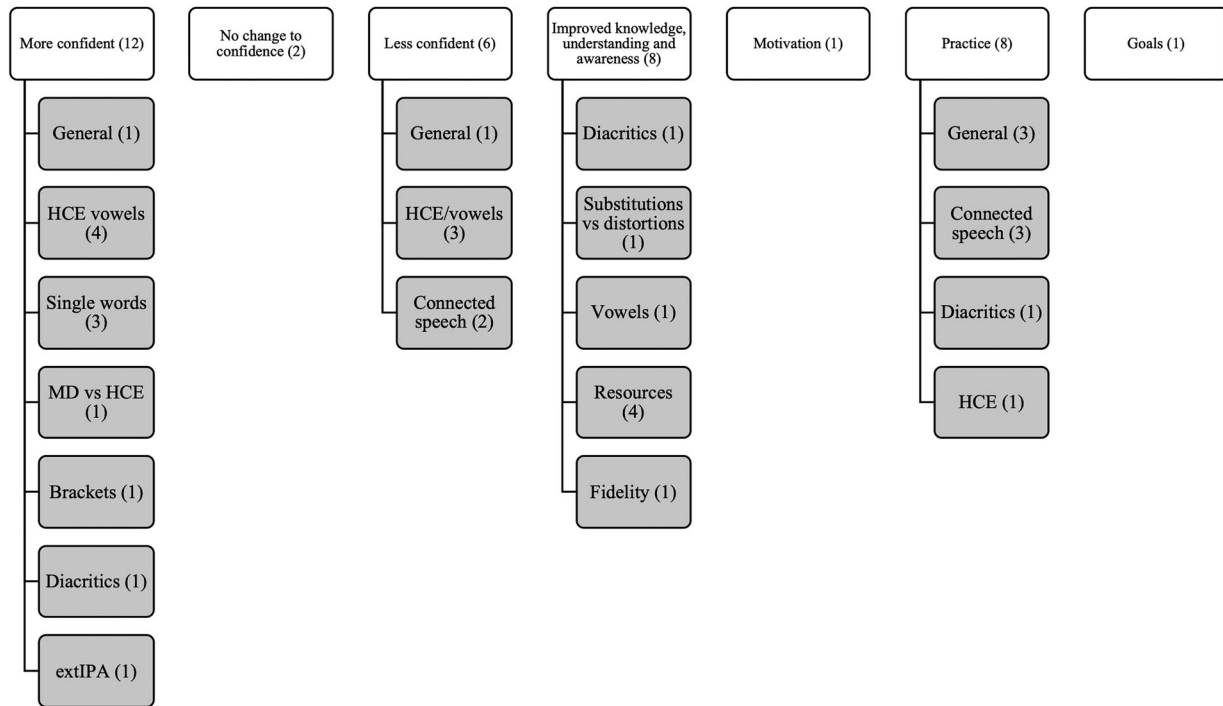 More confident (12)
No change to
confidence (2)
Less confident (6)
Improved knowledge,
understanding and
awareness (8)
Motivation (1)
Practice (8)
Goals (1)
General (1)
HCE vowels
(4)
Single words
(3)
MD vs HCE
(1)
Brackets (1)
Diacritics (1)
extIPA (1)
General (1)
HCE/vowels
(3)
Connected
speech (2)
Diacritics (1)
Substitutions
vs distortions
(1)
Vowels (1)
Resources
(4)
Fidelity (1)
General (3)
Connected
speech (3)
Diacritics (1)
HCE (1)